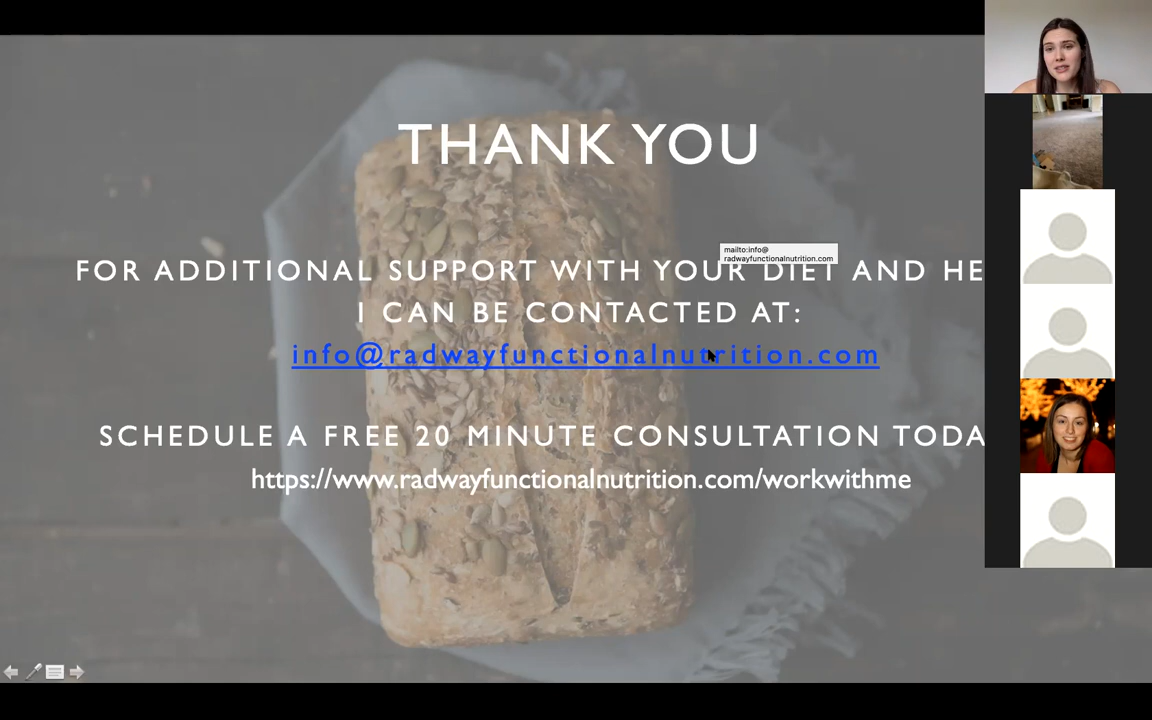 THANK YOU
mailto:info@
radwayfunctionalnutrition.com
FOR ADDITIONAL SUPPORT WITH YOUR DIET AND HE
I CAN BE CONTACTED AT:
info@radwayfunctionalnutrition.com
SCHEDULE A FREE 20 MINUTE CONSULTATION TODA
https://www.radwayfunctionalnutrition.com/workwithme